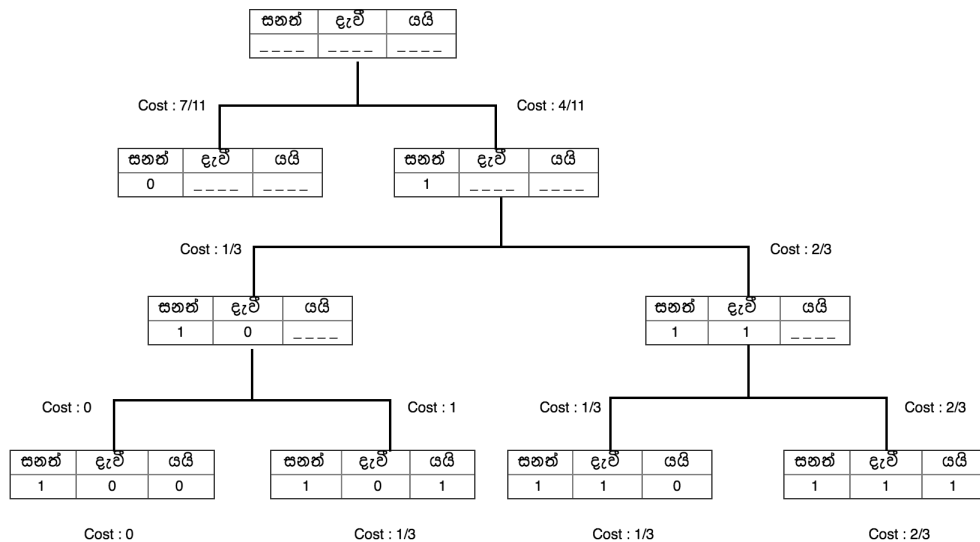 සනත් දැවී යයි
____ ____ ____
Cost : 7/11 Cost : 4/11
සනත් දැවී යයි සනත් දැවී යයි
0 ____ ____ 1 ____ ____
Cost : 1/3 Cost : 2/3
සනත් දැවී යයි සනත් දැවී යයි
1 0 ____ 1 1 ____
Cost : 0 Cost : 1 Cost : 1/3 Cost : 2/3
සනත් දැවී යයි සනත් දැවී යයි සනත් දැවී යයි සනත් දැවී යයි
1 0 0 1 0 1 1 1 0 1 1 1
Cost : 0 Cost : 1/3 Cost : 1/3 Cost : 2/3